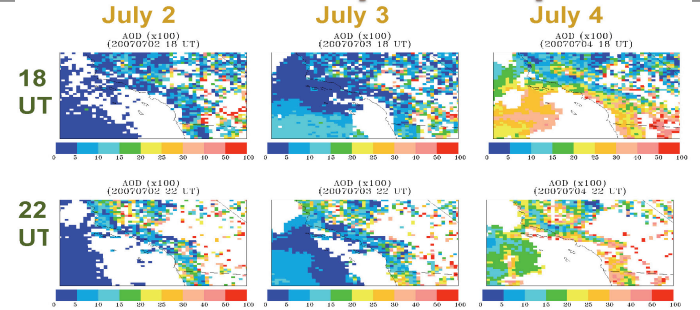 July 2 July 3 July 4
AOD (x100) AOD (x100) AOD (x100)
(20070702 18 UT) (20070703 18 UT) (20070704 18 UT)
18
UT
0 5 10 15 20 25 30 40 50 100 0 5 10 15 20 25 30 40 50 100 0 5 10 15 20 25 30 40 50 100
AOD (x100) AOD (x100) AOD (x100)
(20070702 22 UT) (20070703 22 UT) (20070704 22 UT)
22
UT
0 5 10 15 20 25 30 40 50 100 0 5 10 15 20 25 30 40 50 100 0 5 10 15 20 25 30 40 50 100